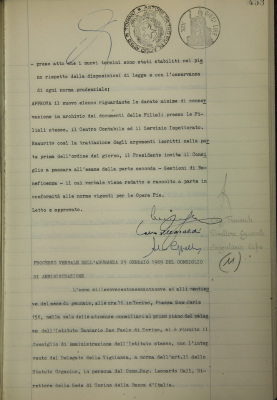 453
- preso atto che i nuovi termini sono stati stabiliti nel pie
no rispetto delle disposizioni di legge e con l'osservanza
di ogni norma prudenziale;
APPROVA il nuovo elenco riguardante la durata minima di conser
vazione in archivio dei documenti delle Filiali presso le Fi-
liali stesse, il Centro Contabile ed il Servizio Ispettorato.
Esaurita così la trattazione degli argomenti iscritti nella par
te prima dell'ordine del giorno, il Presidente invita il Consi
glio a passare all'esame della parte seconda - Gestioni di Be-
neficenza - il cui verbale viene redatto e raccolto a parte in
conformità alle norme vigenti per le Opere Pie.
Letto e approvato.
PROCESSO VERBALE DELL'ADUNANZA 27 GENNAIO 1969 DEL CONSIGLIO
DI AMMINISTRAZIONE
L'anno millenovecentosessantanove ed alli ventisette
del mese di gennaio, alle ore 16 in Torino, Piazza San Carlo
156, nella sala delle adunanze consiliari al primo piano del palaz
zo dell'Istituto Bancario San Paolo di Torino, si è riunito il
Consiglio di Amministrazione dell'Istituto stesso, con l'inter
vento del Delegato della Vigilanza, a norma dell'art.23 dello
Statuto Organico, in persona del Comm.Rag. Leonardo Gali, Di-
rettore della Sede di Torino della Banca d'Italia.